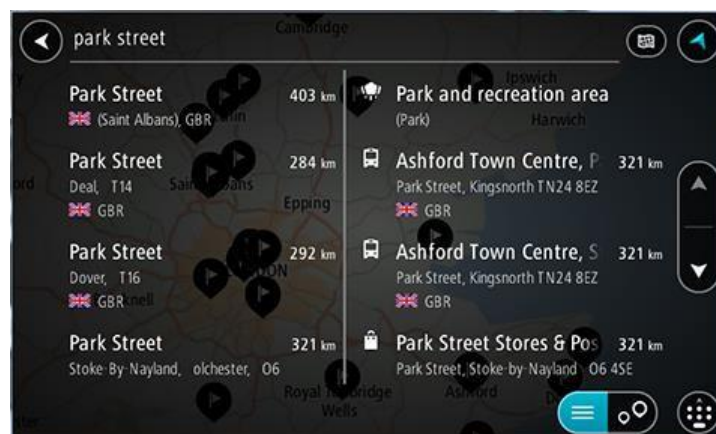 park street
Cambridge
Park Street
403 km
(Saint Albans), GBR
Park Street
284 km
Deal, T14
GBR
Park Street
292 km
Dover, T16
GBR
Park Street
321 km
Stoke-By-Nayland, olchester, O6
Park and recreation area
(Park)
Ashford Town Centre, P
321 km
Park Street, Kingsnorth TN24 8EZ
GBR
Ashford Town Centre, S
321 km
Park Street, Kingsnorth TN24 8EZ
GBR
Park Street Stores & Pos
321 km
Park Street, Stoke-by-Nayland O6 4SE
Ipswich
Harwich
Epping
Ashford
Wells